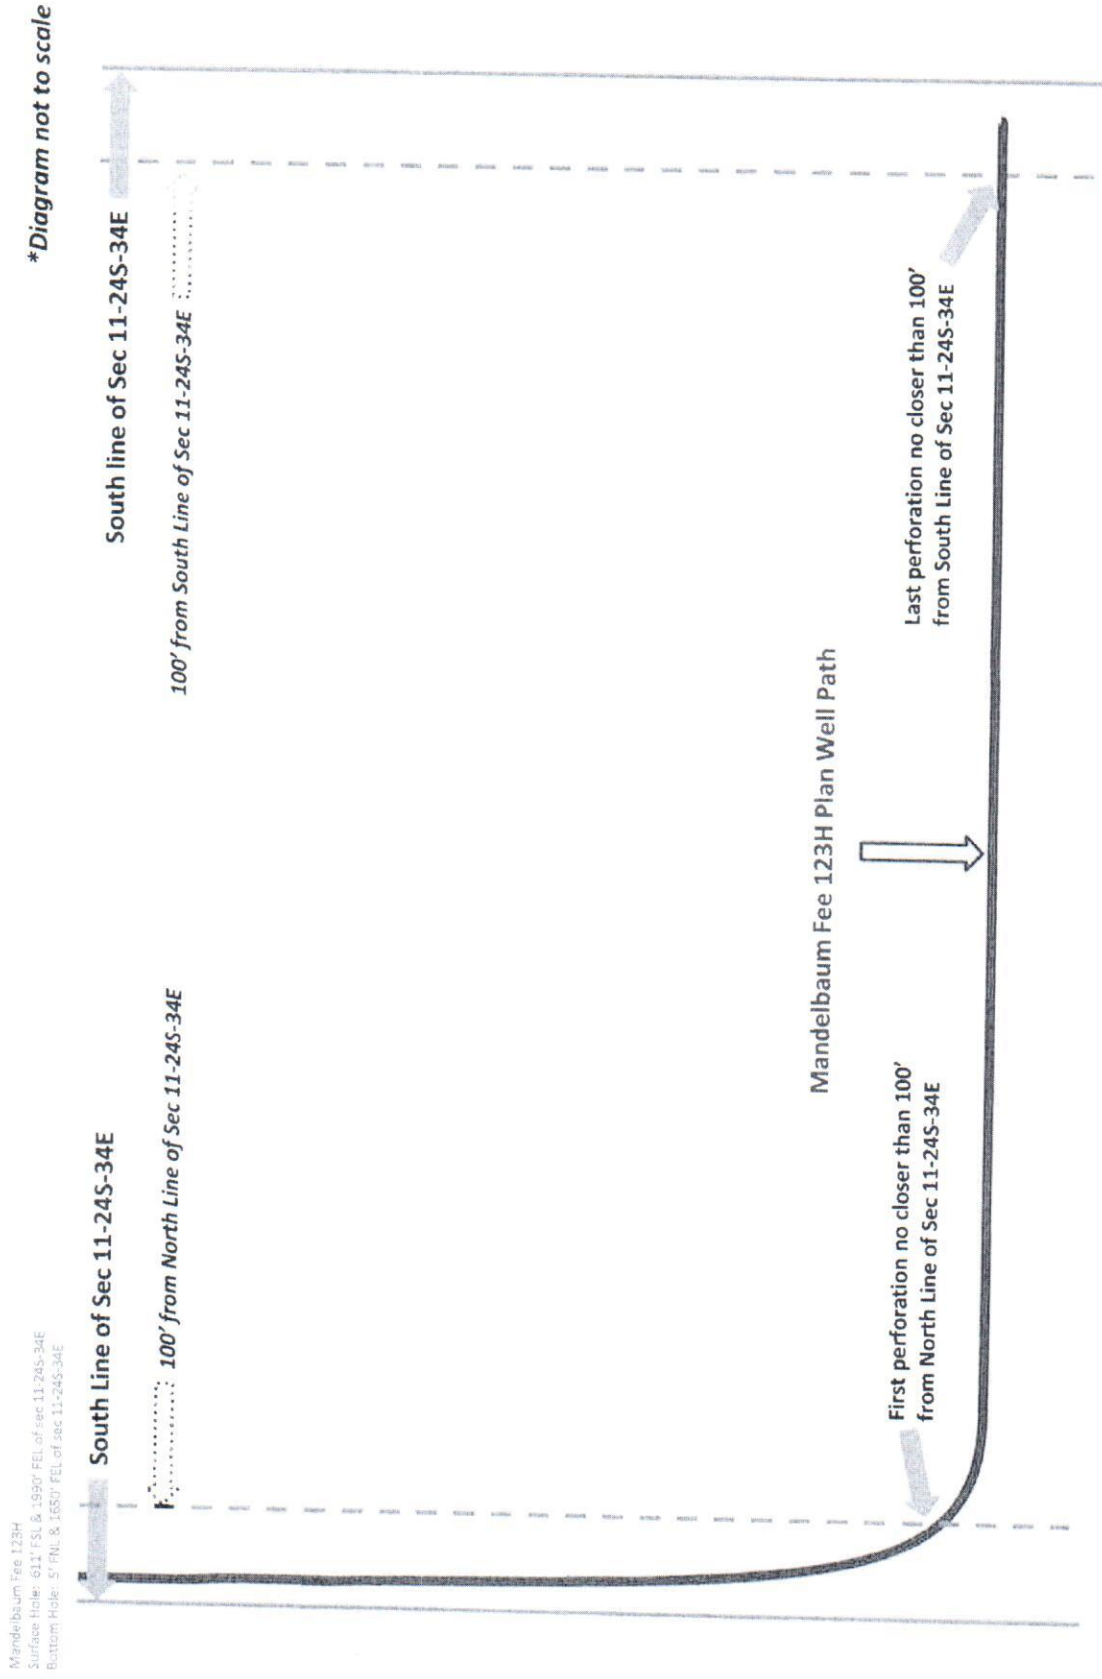 Mandelbaum Fee 123H
Surface Hole: 611' FSL & 1990' FEL of sec 11-24S-34E
Bottom Hole: 5' FNL & 1650' FEL of sec 11-24S-34E
*Diagram not to scale
South Line of Sec 11-24S-34E
South line of Sec 11-24S-34E
100' from North Line of Sec 11-24S-34E
100' from South Line of Sec 11-24S-34E
Mandelbaum Fee 123H Plan Well Path
First perforation no closer than 100'
from North Line of Sec 11-24S-34E
Last perforation no closer than 100'
from South Line of Sec 11-24S-34E